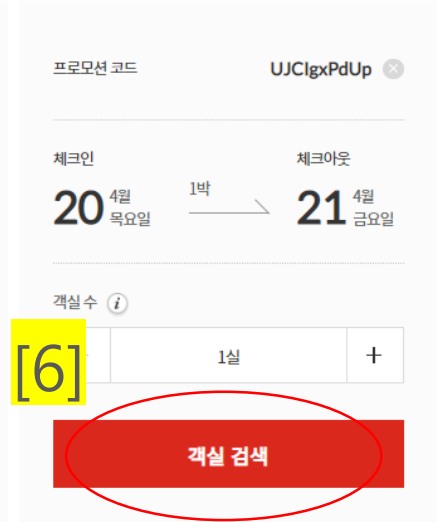 프로모션 코드 UJCIgxPdUp
체크인 체크아웃
20 4월 목요일 1박 21 4월 금요일
객실 수 i
[6] 1실 +
객실 검색